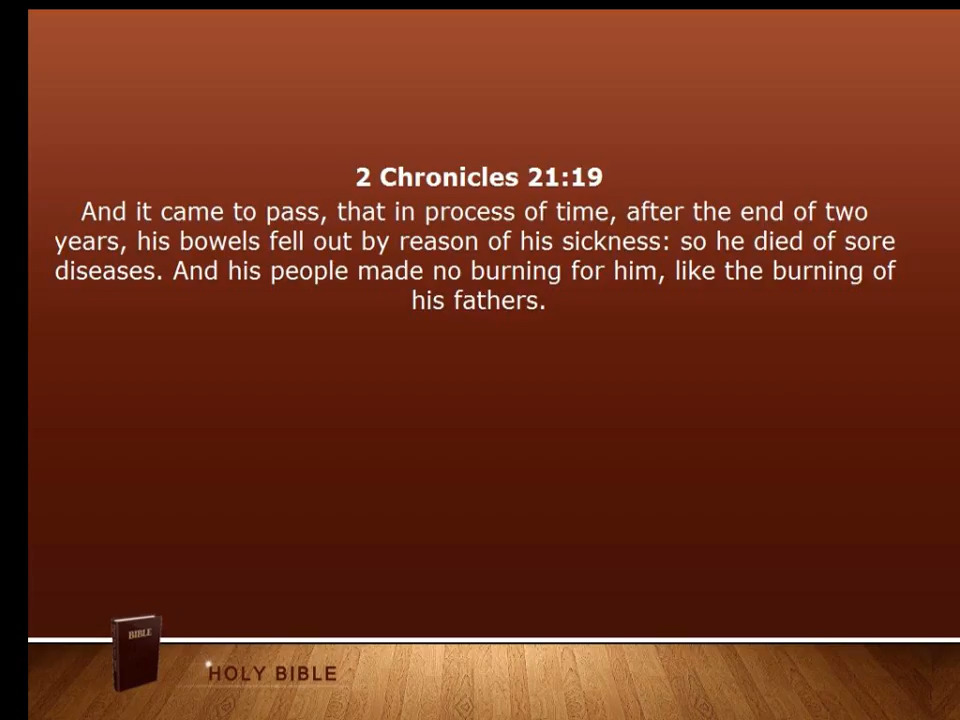 2 Chronicles 21:19
And it came to pass, that in process of time, after the end of two
years, his bowels fell out by reason of his sickness: so he died of sore
diseases. And his people made no burning for him, like the burning of
his fathers.
BIBLE
HOLY BIBLE